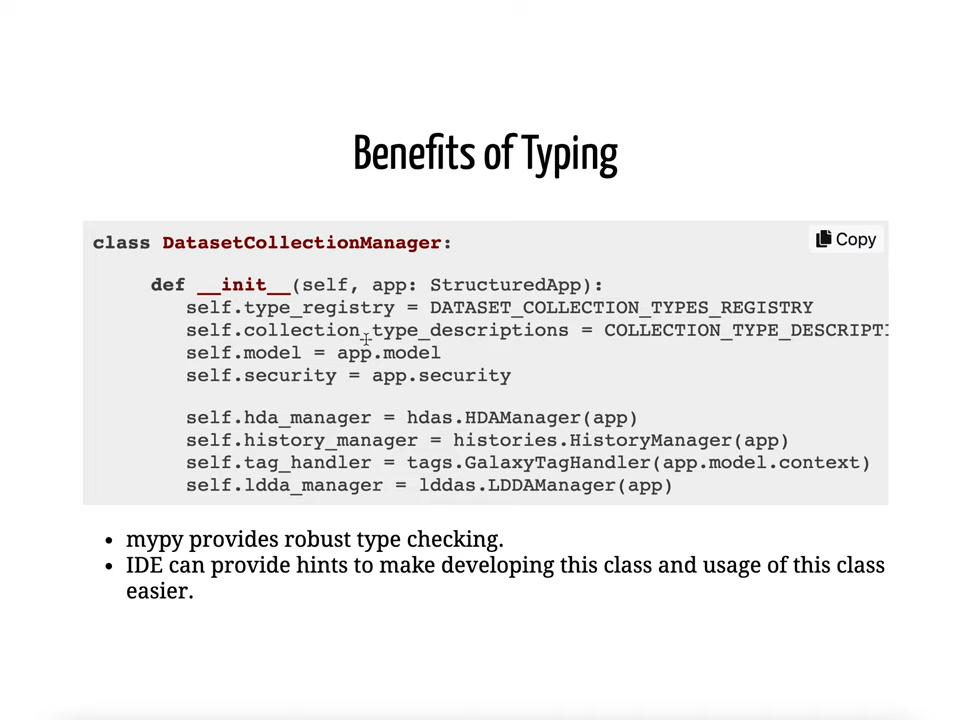 Benefits of Typing
class DatasetCollectionManager:
Copy
def __init__(self, app: StructuredApp):
self.type_registry = DATASET_COLLECTION_TYPES_REGISTRY
self.collection_type_descriptions = COLLECTION_TYPE_DESCRIPTI
self.model = app.model
self.security = app.security
self.hda_manager = hdas.HDAManager(app)
self.history_manager = histories.HistoryManager(app)
self.tag_handler = tags.GalaxyTagHandler(app.model.context)
self.ldda_manager = lddas.LDDAManager(app)
• mypy provides robust type checking.
• IDE can provide hints to make developing this class and usage of this class
easier.